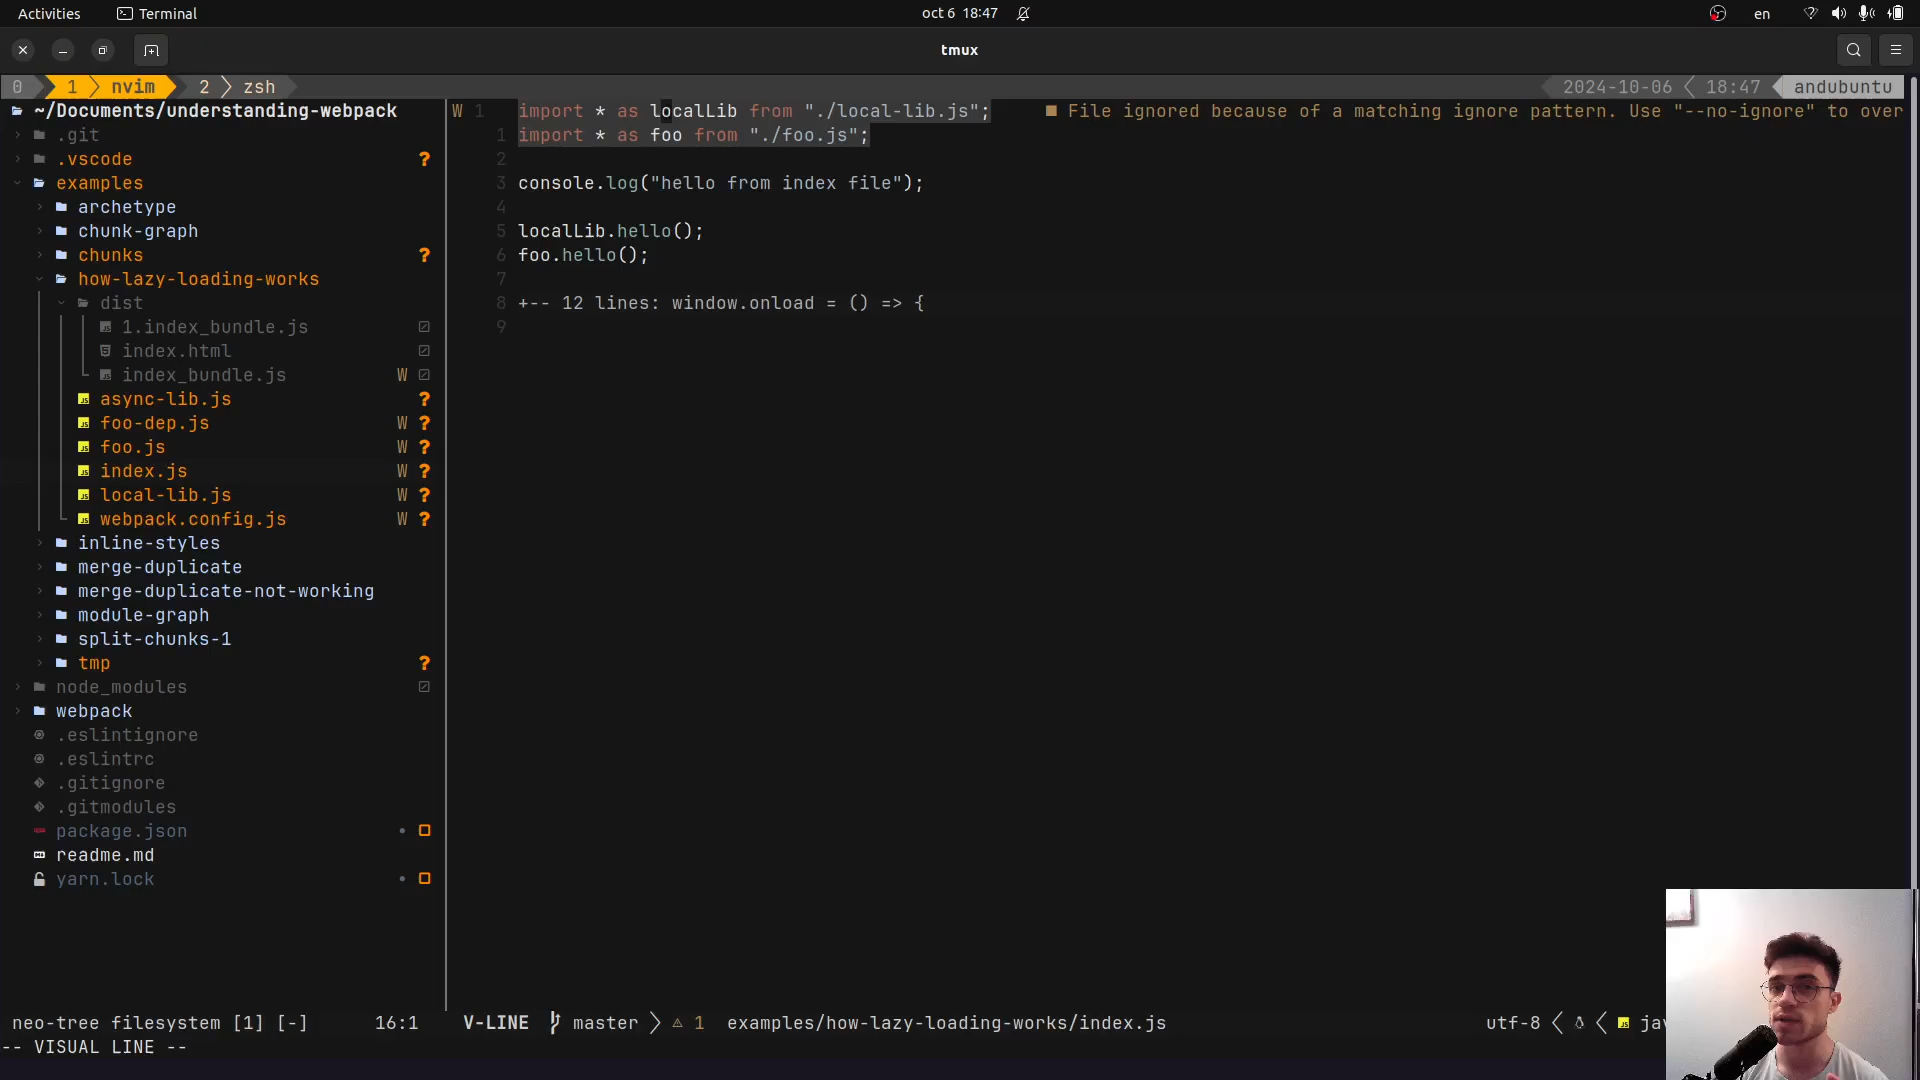 Activities Terminal oct 6 18:47 en
tmux
0 1 nvim 2 zsh 2024-10-06 18:47 andubuntu
~/Documents/understanding-webpack
.git
.vscode ?
examples
archetype
chunk-graph
chunks ?
how-lazy-loading-works
dist
1.index_bundle.js
index.html
index_bundle.js W
async-lib.js ?
foo-dep.js W ?
foo.js W ?
index.js W ?
local-lib.js W ?
webpack.config.js W ?
inline-styles
merge-duplicate
merge-duplicate-not-working
module-graph
split-chunks-1
tmp ?
node_modules
webpack
.eslintignore
.eslintrc
.gitignore
.gitmodules
package.json
readme.md
yarn.lock
W 1 import * as localLib from "./local-lib.js"; ■ File ignored because of a matching ignore pattern. Use "--no-ignore" to over
1 import * as foo from "./foo.js";
2
3 console.log("hello from index file");
4
5 localLib.hello();
6 foo.hello();
7
8 +-- 12 lines: window.onload = () => {
9
neo-tree filesystem [1] [-] 16:1 V-LINE master 1 examples/how-lazy-loading-works/index.js utf-8 jav
-- VISUAL LINE --